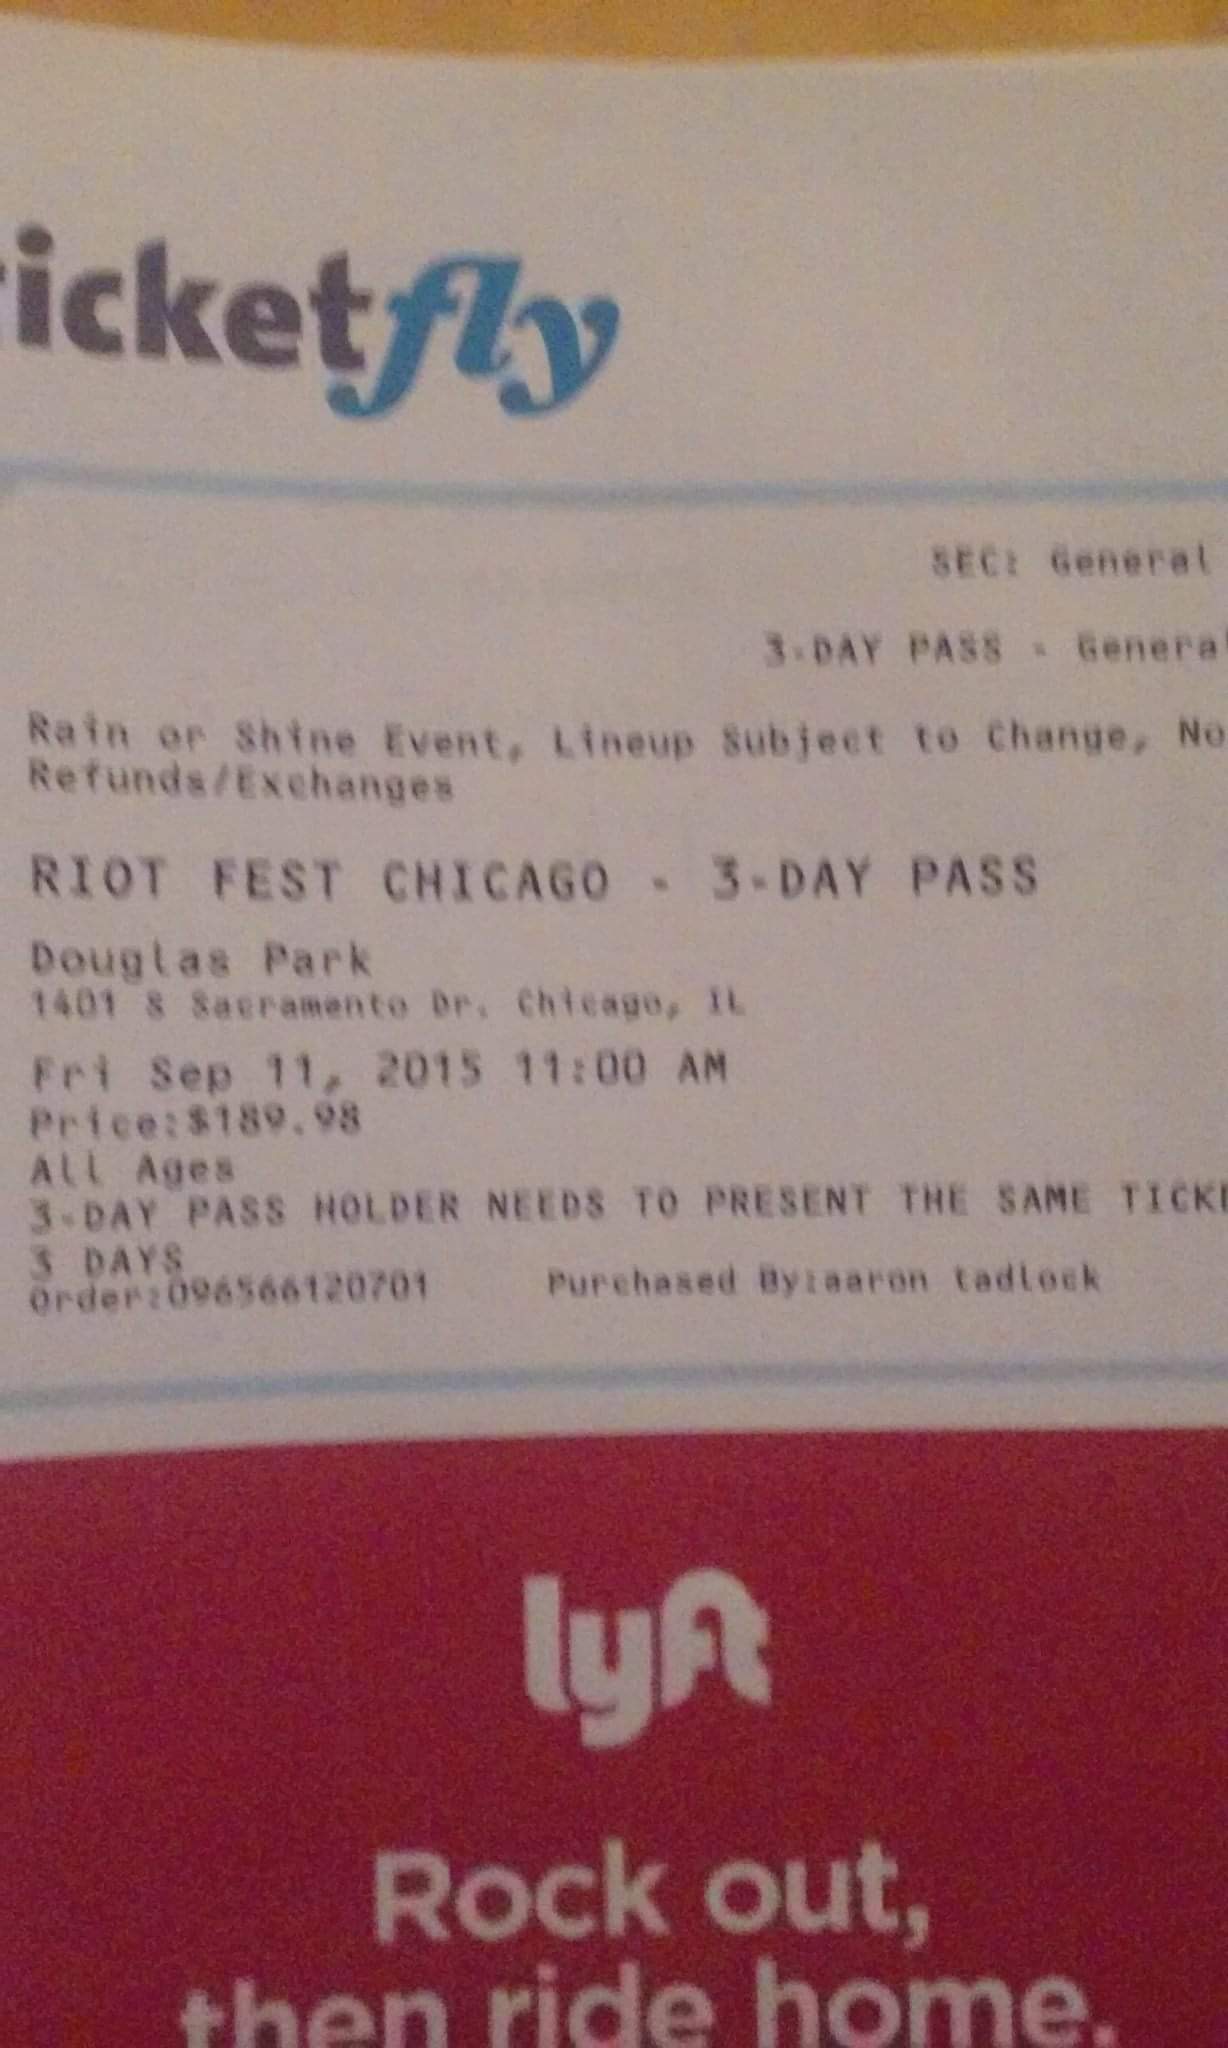 ticketfly
SEC: General
3-DAY PASS - General
Rain or Shine Event, Lineup Subject to Change, No
Refunds/Exchanges
RIOT FEST CHICAGO - 3-DAY PASS
Douglas Park
1401 S Sacramento Dr. Chicago, IL
Fri Sep 11, 2015 11:00 AM
Price:$189.98
All Ages
3-DAY PASS HOLDER NEEDS TO PRESENT THE SAME TICKE
3 DAYS
Order:096566120701 Purchased By:aaron tadlock
lyft
Rock out,
then ride home.